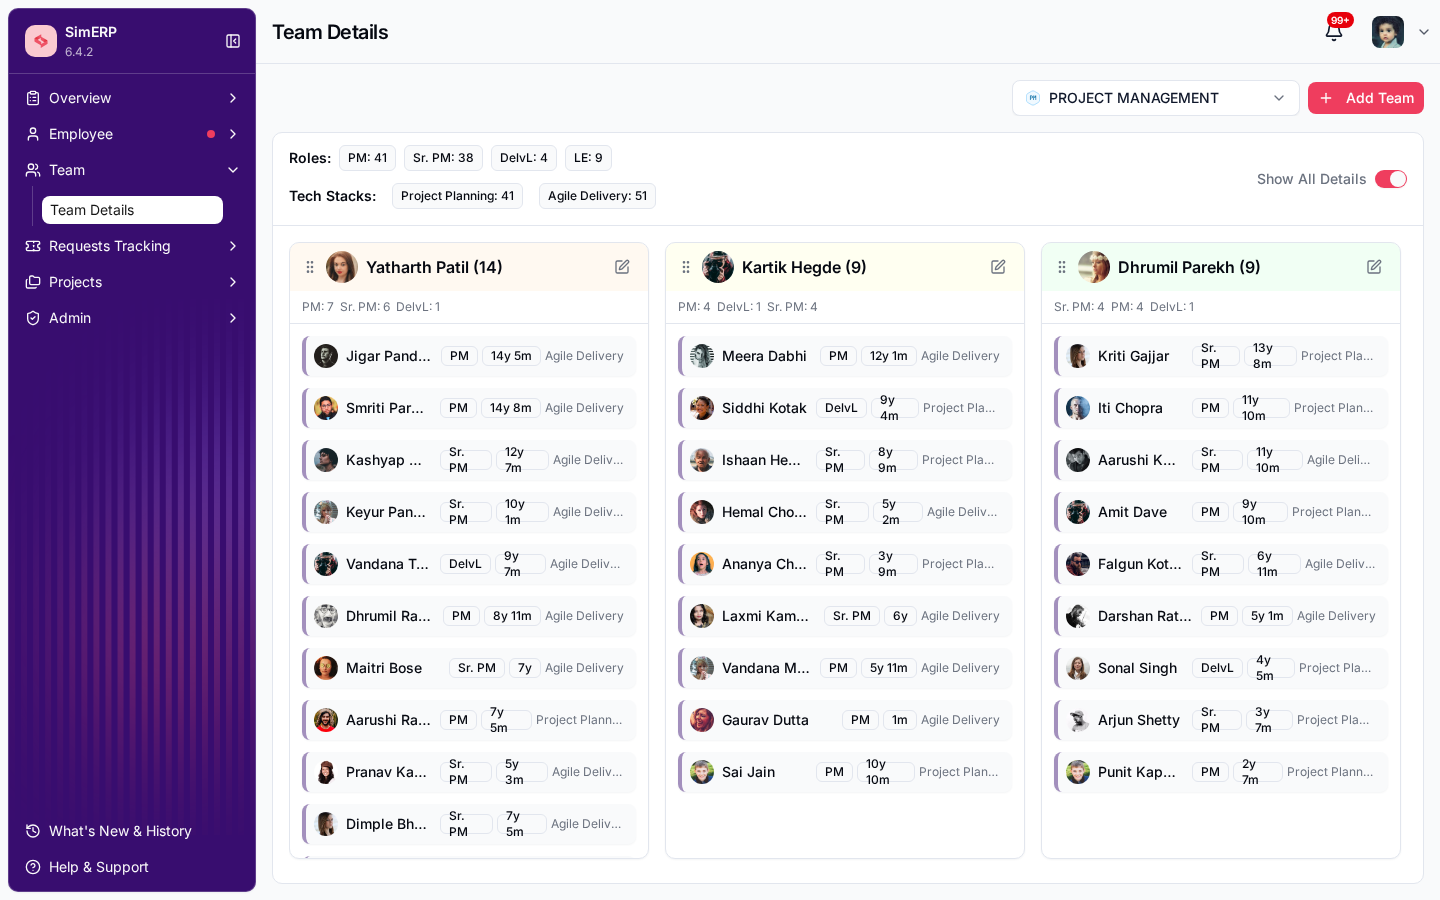 SimERP
6.4.2
Overview
Employee
Team
Team Details
Requests Tracking
Projects
Admin
What's New & History
Help & Support
Team Details
99+
PM PROJECT MANAGEMENT
Add Team
Roles: PM: 41 Sr. PM: 38 DelvL: 4 LE: 9
Tech Stacks: Project Planning: 41 Agile Delivery: 51
Show All Details
Yatharth Patil (14)
PM: 7 Sr. PM: 6 DelvL: 1
Jigar Pand... PM 14y 5m Agile Delivery
Smriti Par... PM 14y 8m Agile Delivery
Kashyap ... Sr. PM 12y 7m Agile Deliv...
Keyur Pan... Sr. PM 10y 1m Agile Deliv...
Vandana T... DelvL 9y 7m Agile Deliv...
Dhrumil Ra... PM 8y 11m Agile Delivery
Maitri Bose Sr. PM 7y Agile Delivery
Aarushi Ra... PM 7y 5m Project Plann...
Pranav Ka... Sr. PM 5y 3m Agile Deliv...
Dimple Bh... Sr. PM 7y 5m Agile Deliv...
Kartik Hegde (9)
PM: 4 DelvL: 1 Sr. PM: 4
Meera Dabhi PM 12y 1m Agile Delivery
Siddhi Kotak DelvL 9y 4m Project Pla...
Ishaan He... Sr. PM 8y 9m Project Pla...
Hemal Cho... Sr. PM 5y 2m Agile Deliv...
Ananya Ch... Sr. PM 3y 9m Project Pla...
Laxmi Kam... Sr. PM 6y Agile Delivery
Vandana M... PM 5y 11m Agile Delivery
Gaurav Dutta PM 1m Agile Delivery
Sai Jain PM 10y 10m Project Plan...
Dhrumil Parekh (9)
Sr. PM: 4 PM: 4 DelvL: 1
Kriti Gajjar Sr. PM 13y 8m Project Pla...
Iti Chopra PM 11y 10m Project Plan...
Aarushi K... Sr. PM 11y 10m Agile Deli...
Amit Dave PM 9y 10m Project Plan...
Falgun Kot... Sr. PM 6y 11m Agile Deliv...
Darshan Rat... PM 5y 1m Agile Delivery
Sonal Singh DelvL 4y 5m Project Pla...
Arjun Shetty Sr. PM 3y 7m Project Pla...
Punit Kap... PM 2y 7m Project Plann...